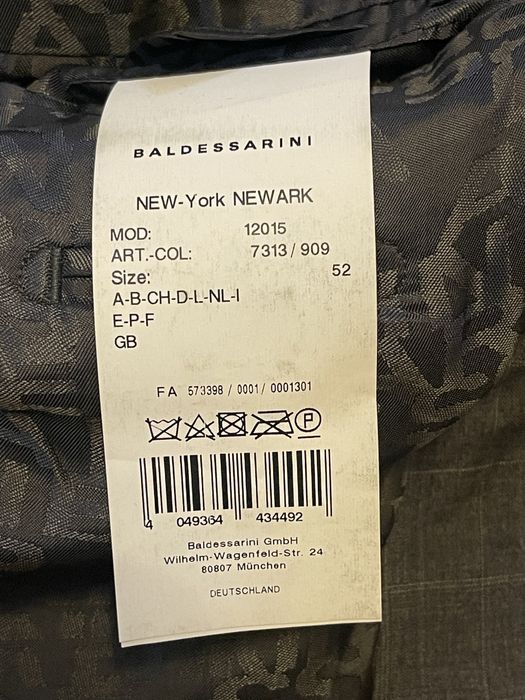 BALDESSARINI
NEW-York NEWARK
MOD: 12015
ART.-COL: 7313/909
Size: 52
A-B-CH-D-L-NL-I
E-P-F
GB
FA 573398 / 0001/ 0001301
P
4 049364 434492
Baldessarini GmbH
Wilhelm-Wagenfeld-Str. 24
80807 München
DEUTSCHLAND